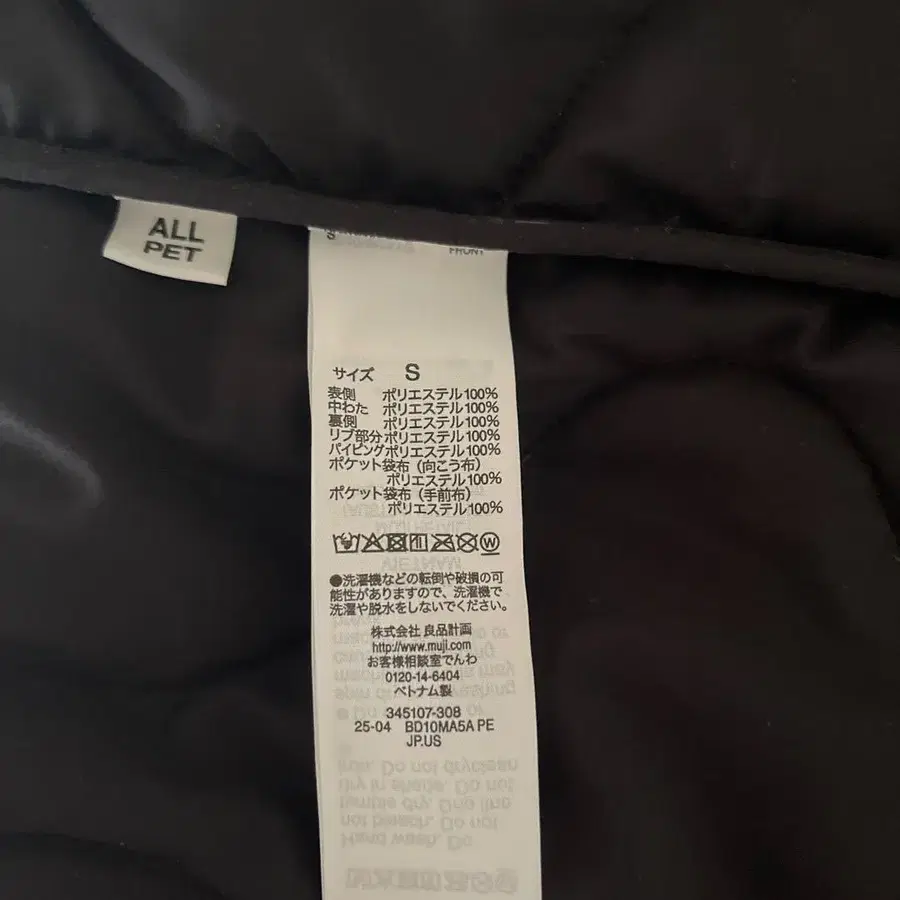 ALL
PET
S
FRONT
サイズ S
表側 ポリエステル100%
中わた ポリエステル100%
裏側 ポリエステル100%
リブ部分ポリエステル100%
パイピングポリエステル100%
ポケット袋布（向こう布）
ポリエステル100%
ポケット袋布（手前布）
ポリエステル100%
●洗濯機などの転倒や破損の可
能性がありますので、洗濯機で
洗濯や脱水をしないでください。
株式会社 良品計画
http://www.muji.com
お客様相談室でんわ
0120-14-6404
ベトナム製
345107-308
25-04 BD10MA5A PE
JP.US